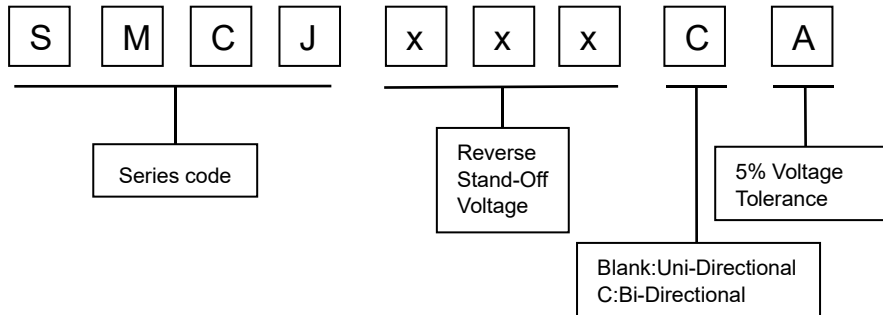 S M C J x x x C A
Series code
Reverse
Stand-Off
Voltage
5% Voltage
Tolerance
Blank:Uni-Directional
C:Bi-Directional